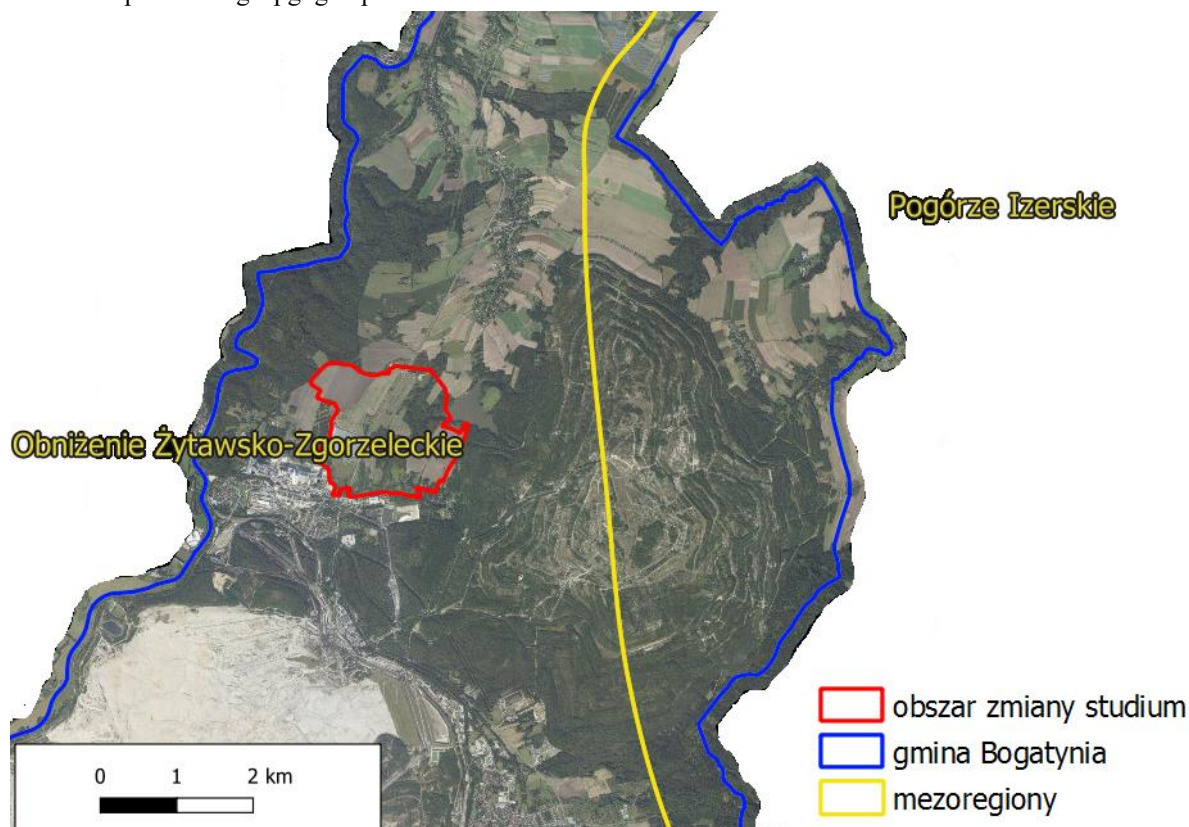 Pogórze Izerskie
Obniżenie Żytawsko-Zgorzeleckie
obszar zmiany studium
gmina Bogatynia
mezoregiony
0 1 2 km